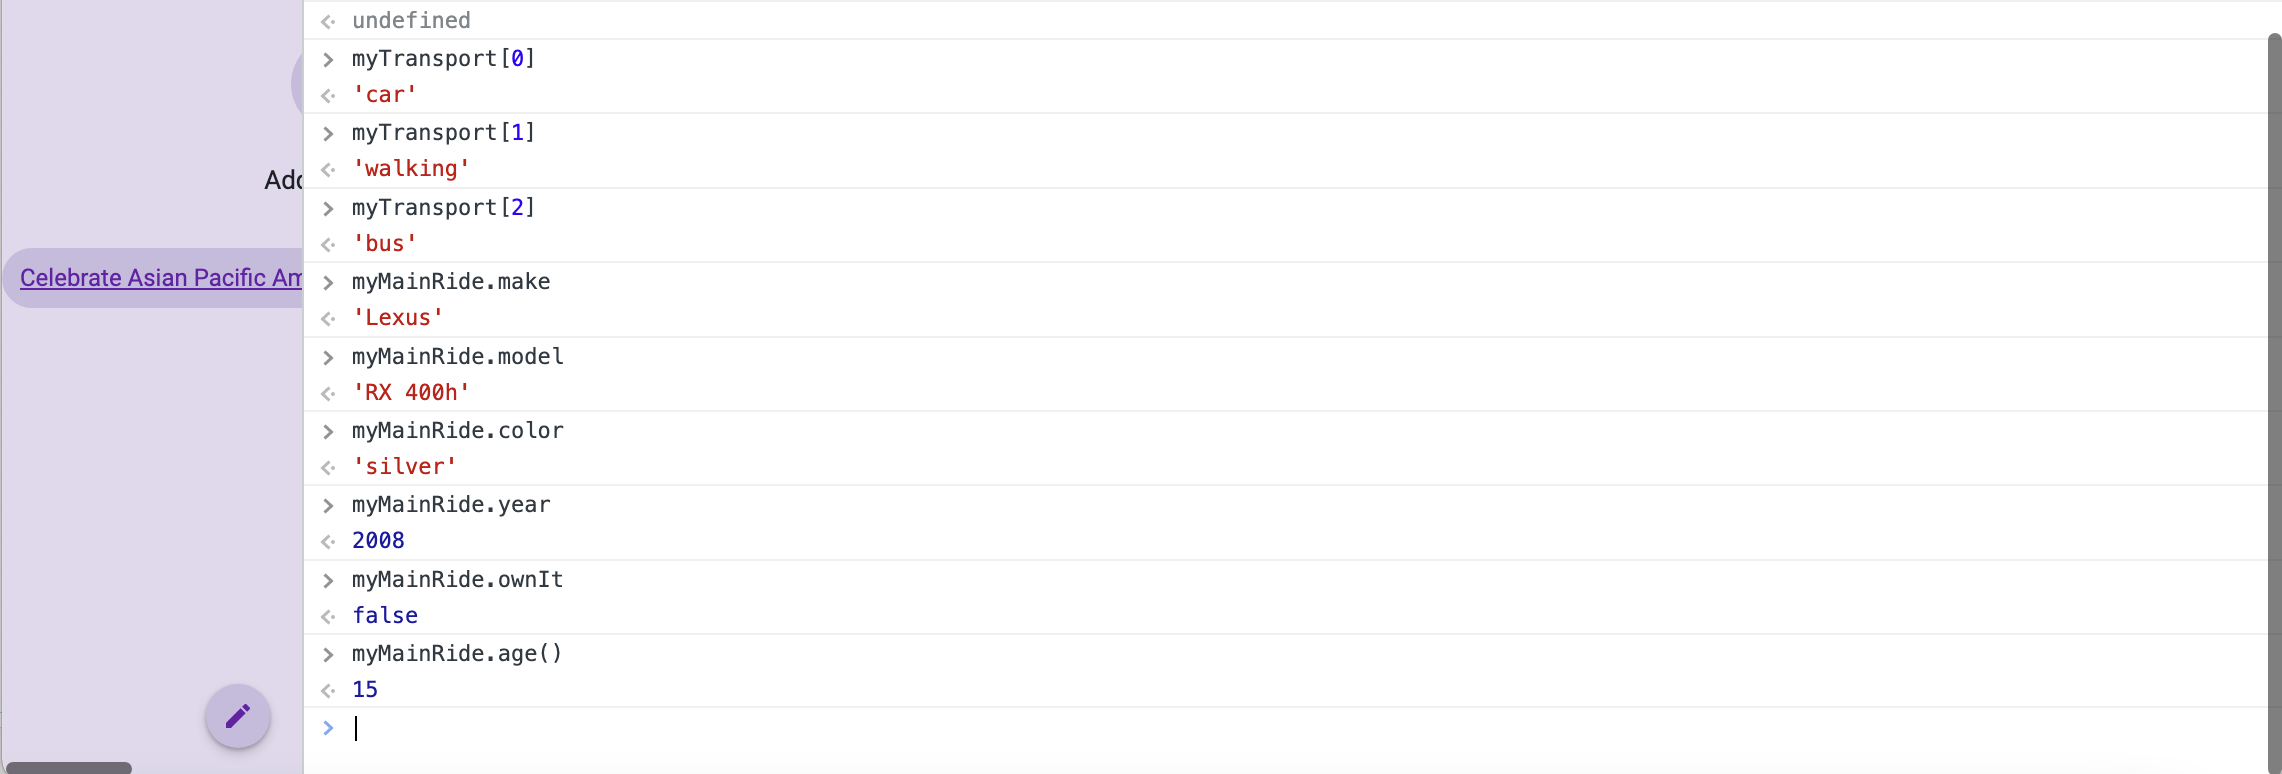 undefined
myTransport[0]
'car'
myTransport[1]
'walking'
myTransport[2]
'bus'
myMainRide.make
'Lexus'
myMainRide.model
'RX 400h'
myMainRide.color
'silver'
myMainRide.year
2008
myMainRide.ownIt
false
myMainRide.age()
15
Add
Celebrate Asian Pacific Am